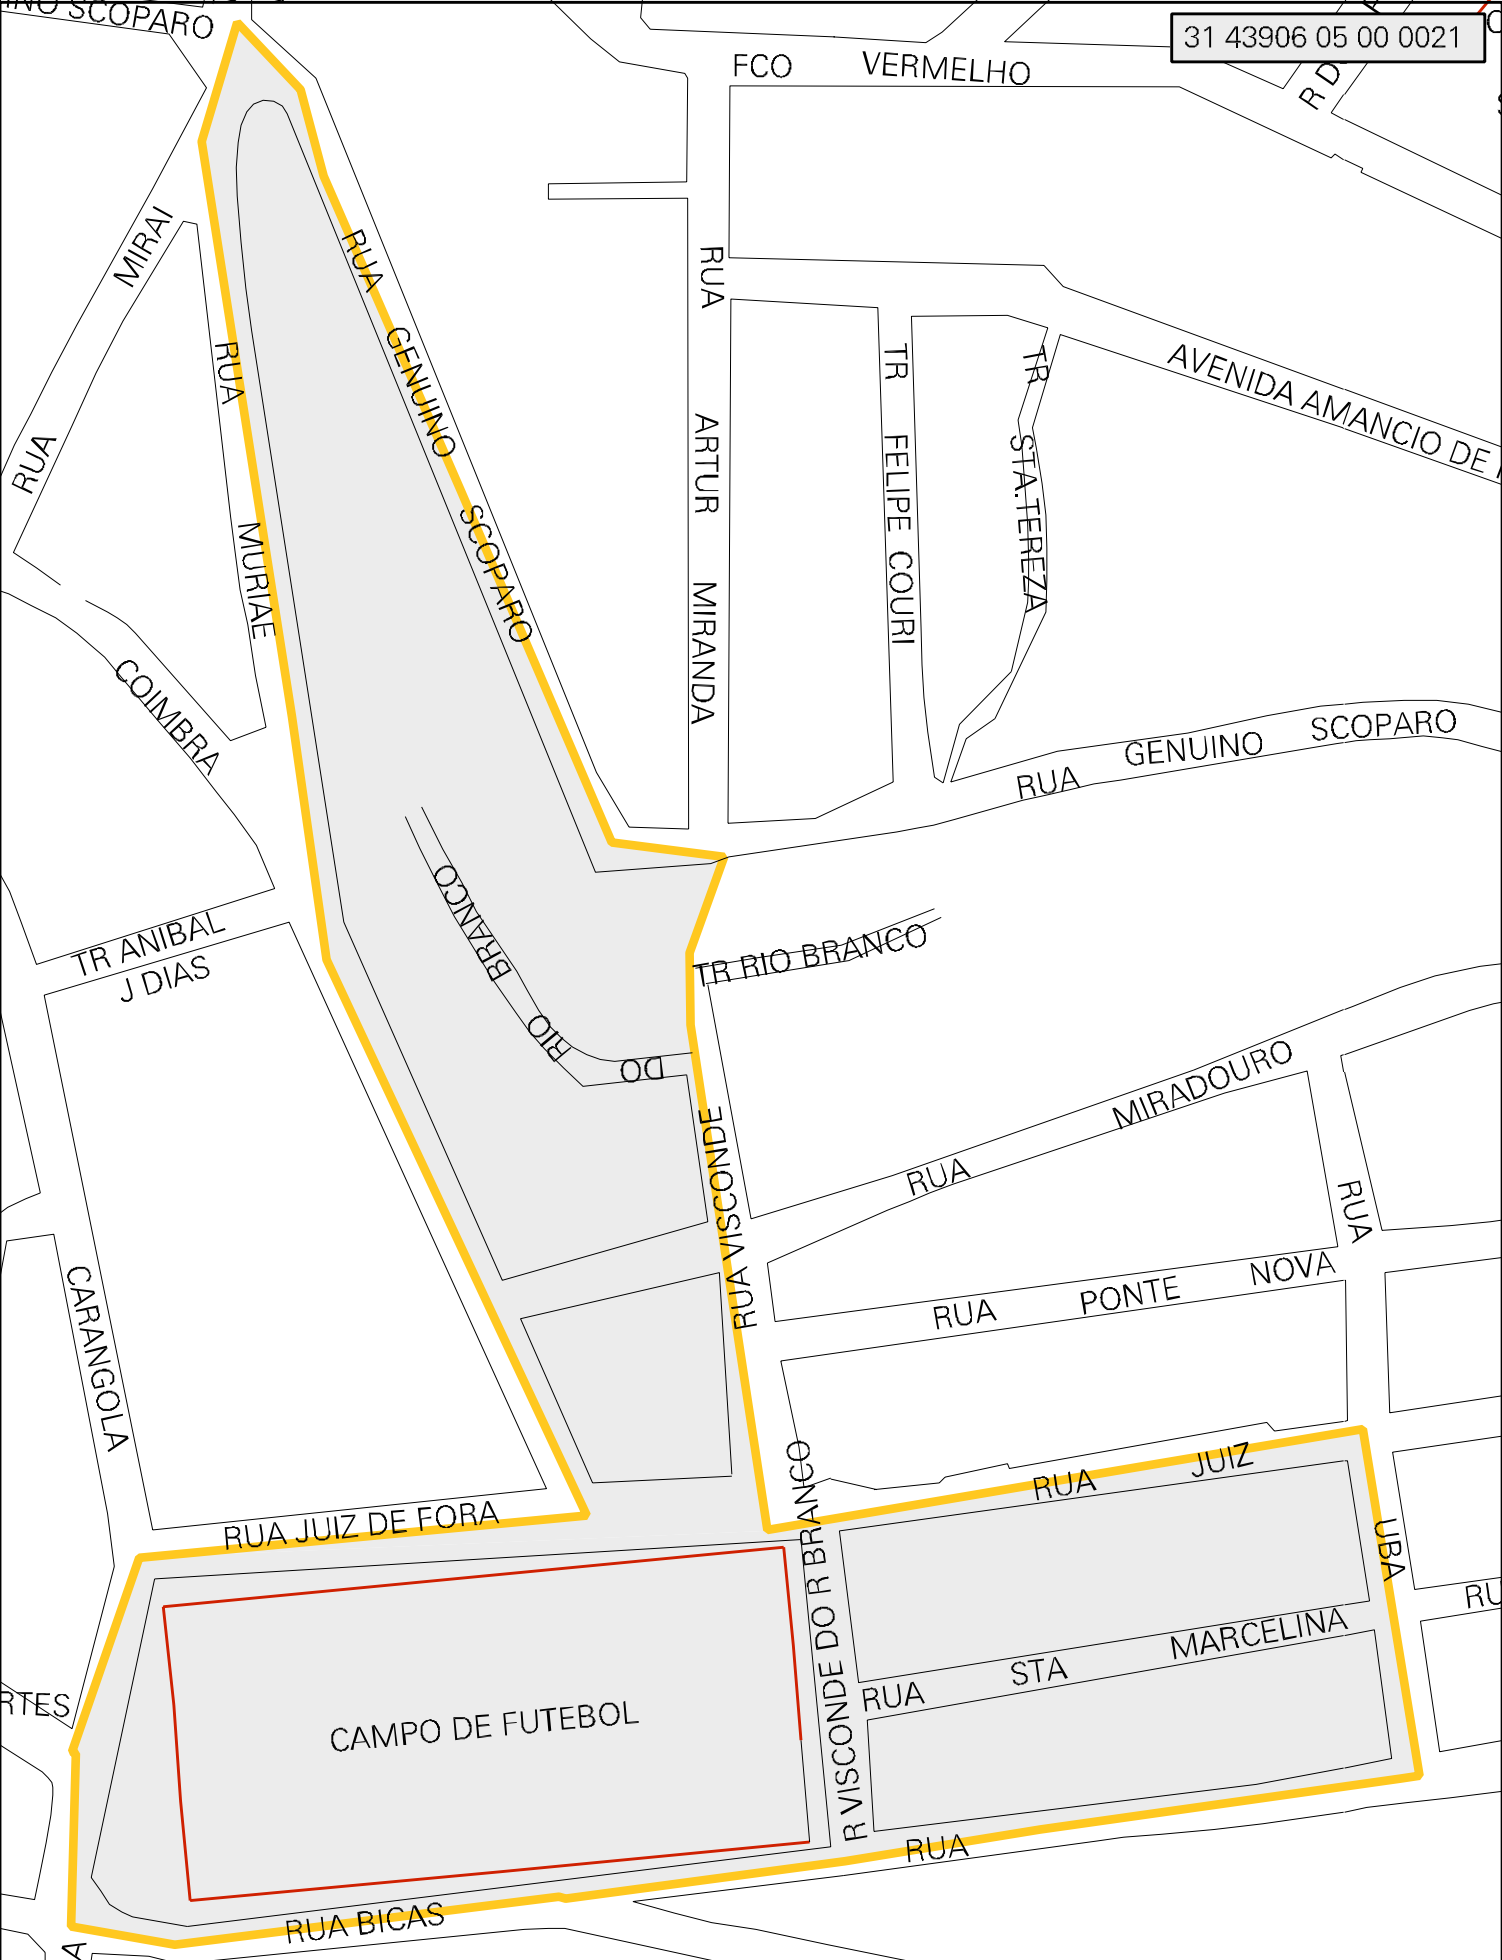 SCOPARO
31 43906 05 00 0021
FCO VERMELHO
RUA MIRAI
RUA GENUINO SCOPARO
RUA MURIAE
RUA ARTUR MIRANDA
TR FELIPE COURI
TR STA.TEREZA
AVENIDA AMANCIO DE
COIMBRA
RUA GENUINO SCOPARO
TR ANIBAL
J DIAS
DO RIO BRANCO
TR RIO BRANCO
RUA VISCONDE
RUA MIRADOURO
RUA
RUA PONTE NOVA
CARANGOLA
RUA JUIZ DE FORA
RUA JUIZ
UBA
R VISCONDE DO R BRANCO
RUA STA MARCELINA
RU
RTES
CAMPO DE FUTEBOL
RUA
RUA BICAS
A